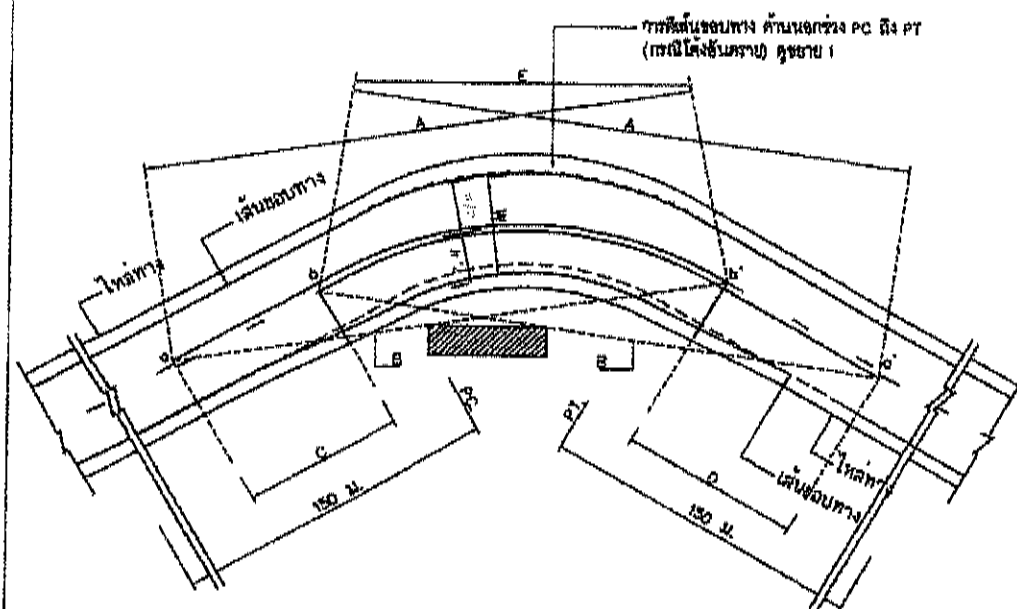 การตีเส้นขอบทาง ด้านนอกช่วง PC ถึง PT
(กรณีโค้งอันตราย) ดูขยาย 1
E
A
A
เส้นขอบทาง
ไหล่ทาง
W
b
b'
a
a'
B
B
PC
PT
C
D
150 ม.
150 ม.
ไหล่ทาง
เส้นขอบทาง